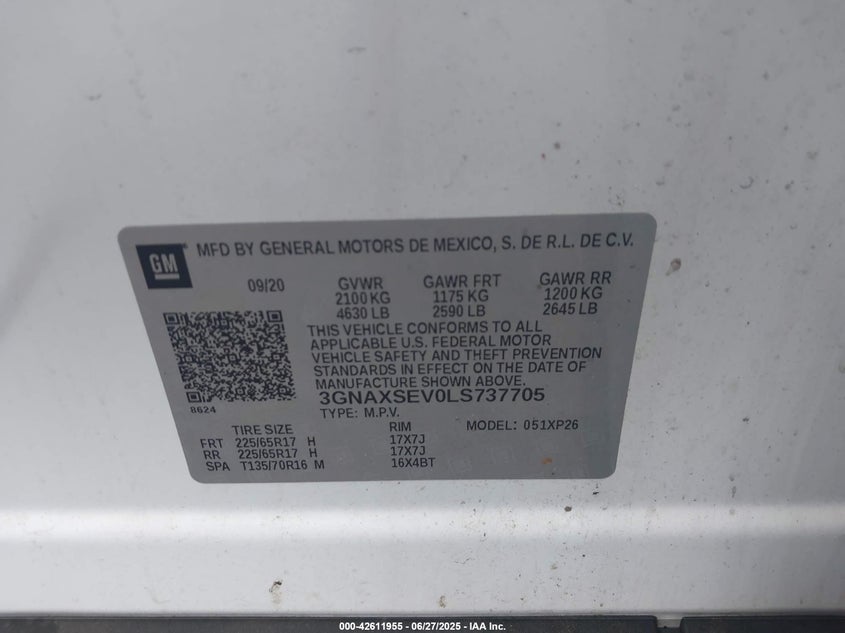 GM
MFD BY GENERAL MOTORS DE MEXICO, S. DE R.L. DE C.V.
09/20 GVWR GAWR FRT GAWR RR
2100 KG 1175 KG 1200 KG
4630 LB 2590 LB 2645 LB
THIS VEHICLE CONFORMS TO ALL
APPLICABLE U.S. FEDERAL MOTOR
VEHICLE SAFETY AND THEFT PREVENTION
STANDARDS IN EFFECT ON THE DATE OF
MANUFACTURE SHOWN ABOVE.
8624
3GNAXSEV0LS737705
TYPE: M.P.V. MODEL: 051XP26
TIRE SIZE RIM
FRT 225/65R17 H 17X7J
RR 225/65R17 H 17X7J
SPA T135/70R16 M 16X4BT
000-42611955 - 06/27/2025 - IAA Inc.